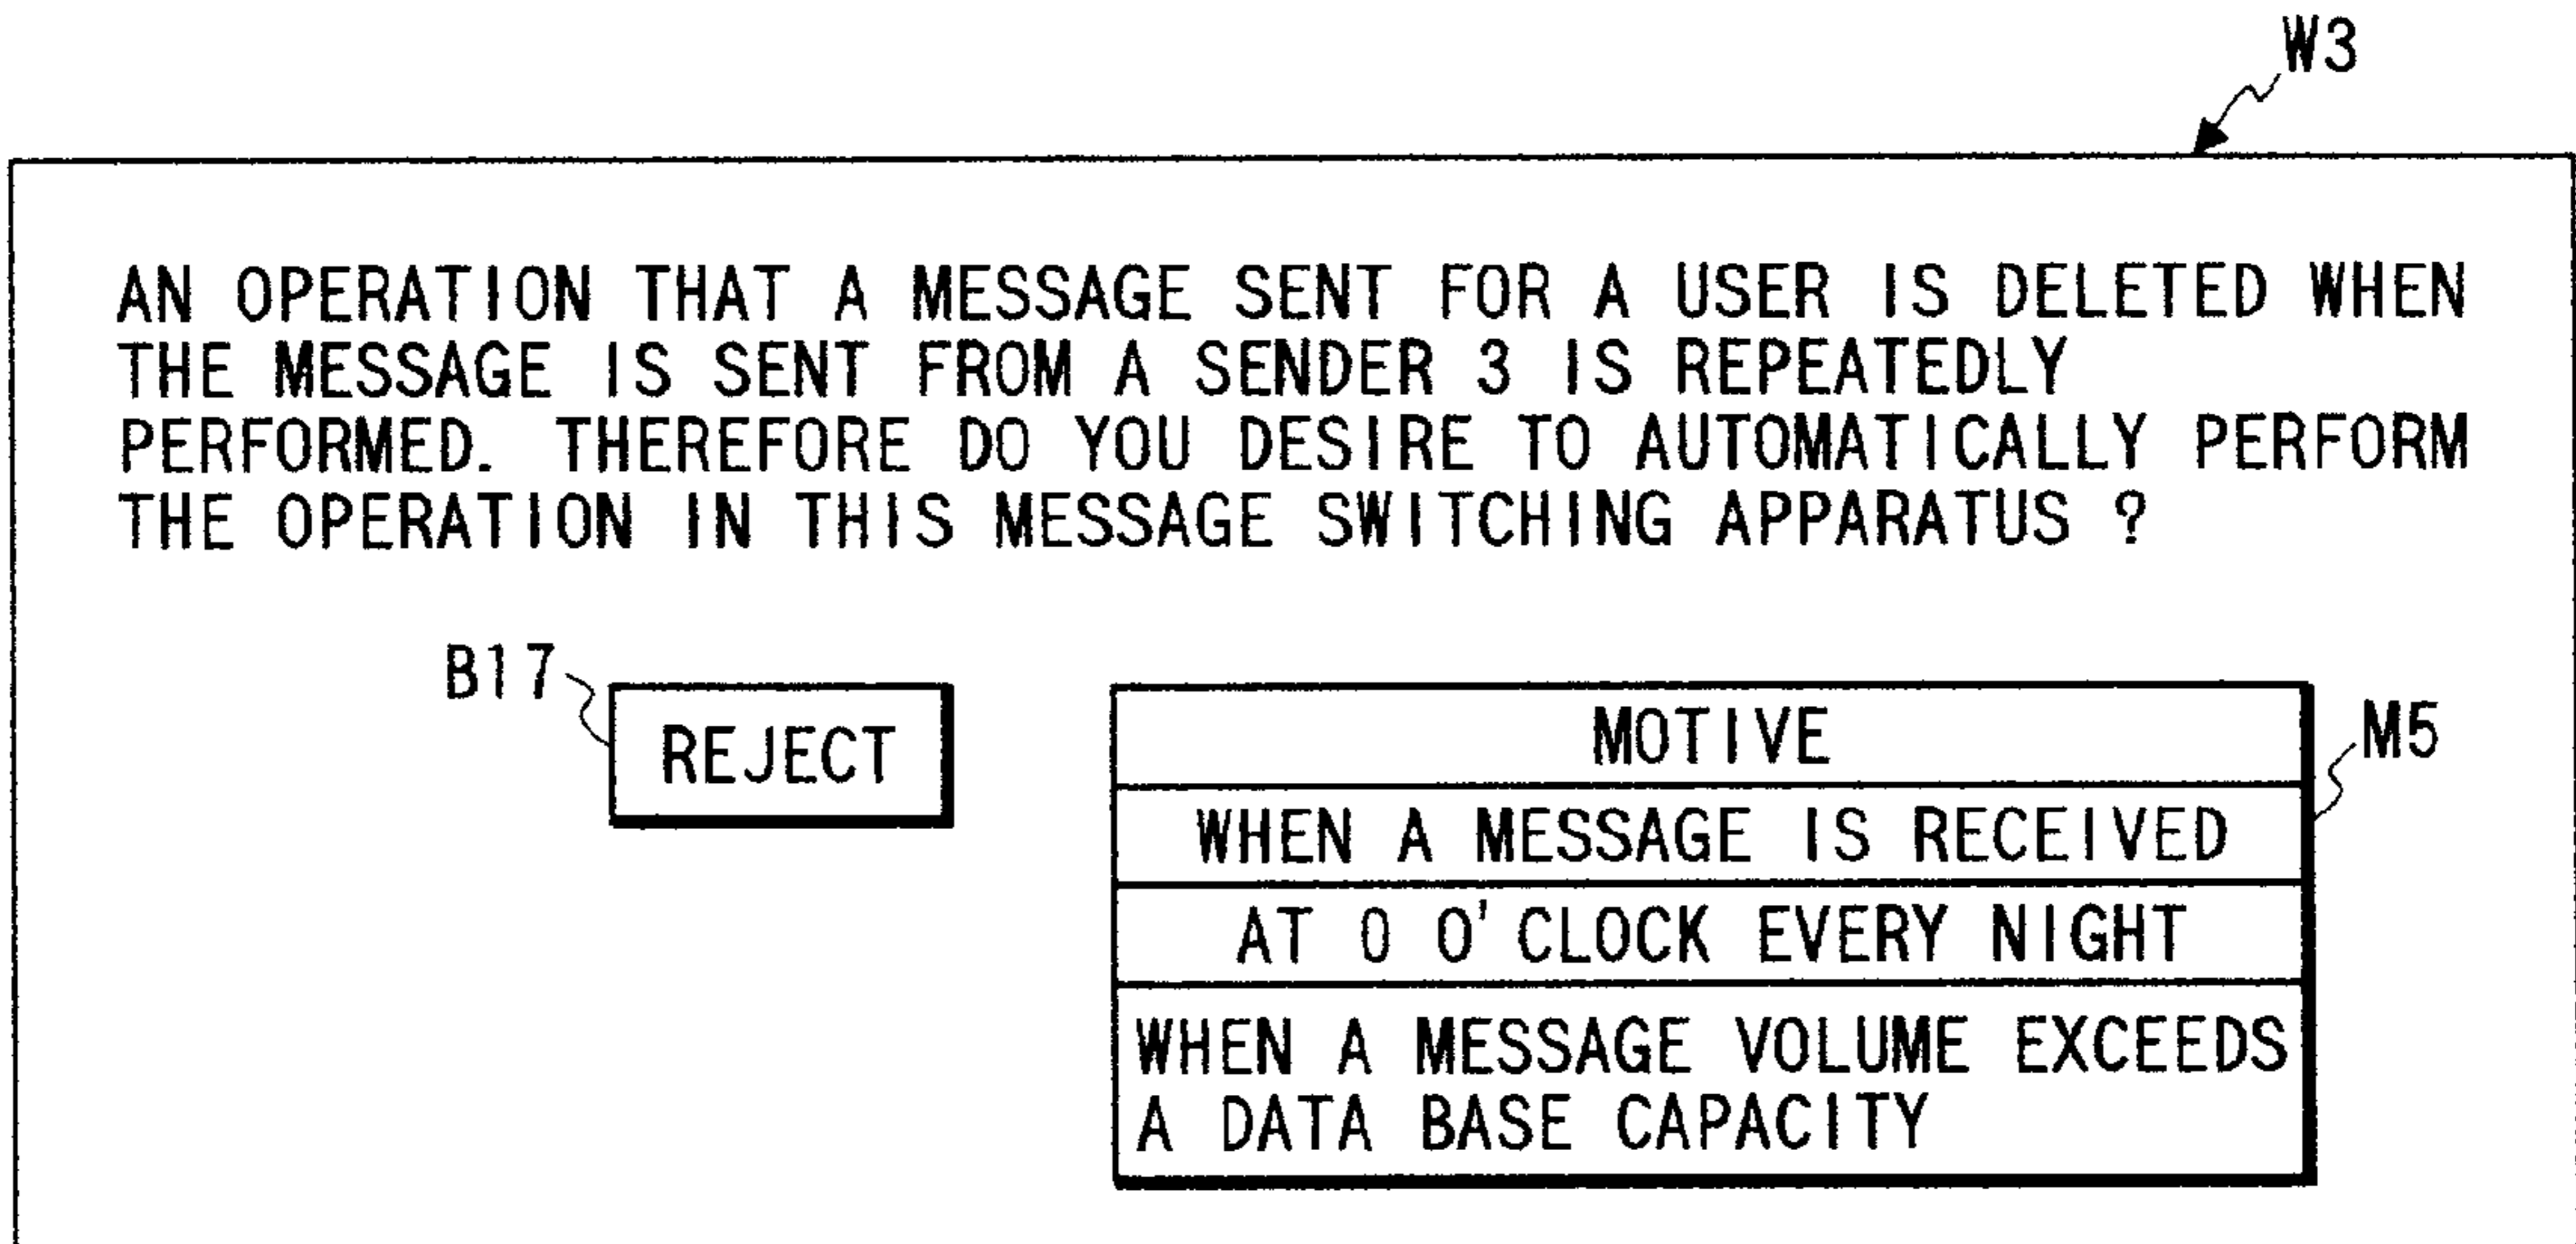 W3
AN OPERATION THAT A MESSAGE SENT FOR A USER IS DELETED WHEN
THE MESSAGE IS SENT FROM A SENDER 3 IS REPEATEDLY
PERFORMED. THEREFORE DO YOU DESIRE TO AUTOMATICALLY PERFORM
THE OPERATION IN THIS MESSAGE SWITCHING APPARATUS ?
B17
REJECT
MOTIVE
M5
WHEN A MESSAGE IS RECEIVED
AT 0 O'CLOCK EVERY NIGHT
WHEN A MESSAGE VOLUME EXCEEDS
A DATA BASE CAPACITY